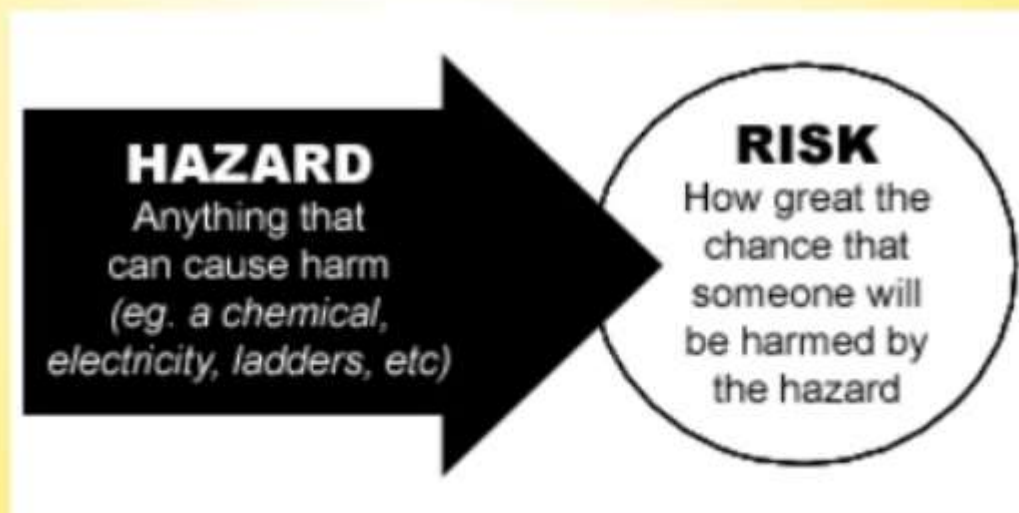 HAZARD
Anything that
can cause harm
(eg. a chemical,
electricity, ladders, etc)
RISK
How great the
chance that
someone will
be harmed by
the hazard